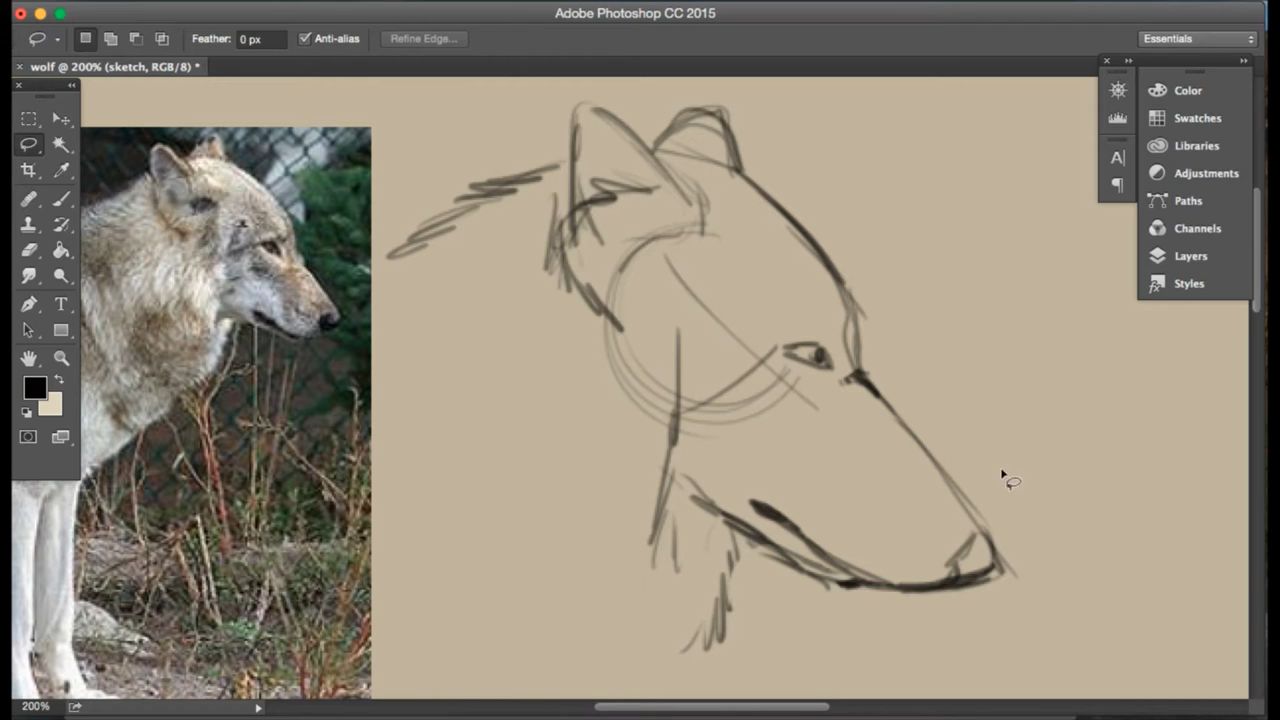 Adobe Photoshop CC 2015
Feather: 0 px Anti-alias Refine Edge... Essentials
wolf @ 200% (sketch, RGB/8) *
Color
Swatches
Libraries
Adjustments
Paths
Channels
Layers
Styles
200%